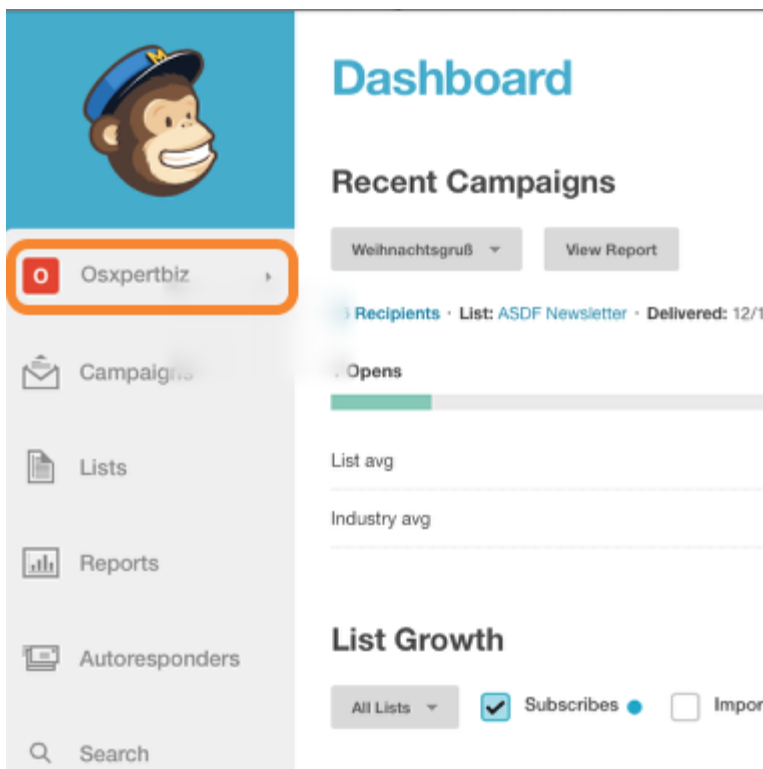 Dashboard
Recent Campaigns
Weihnachtsgruß
View Report
O
Osxpertbiz
Recipients · List: ASDF Newsletter · Delivered: 12/1
Campaigns
Opens
Lists
List avg
Industry avg
Reports
List Growth
Autoresponders
All Lists
Subscribes
Impor
Search